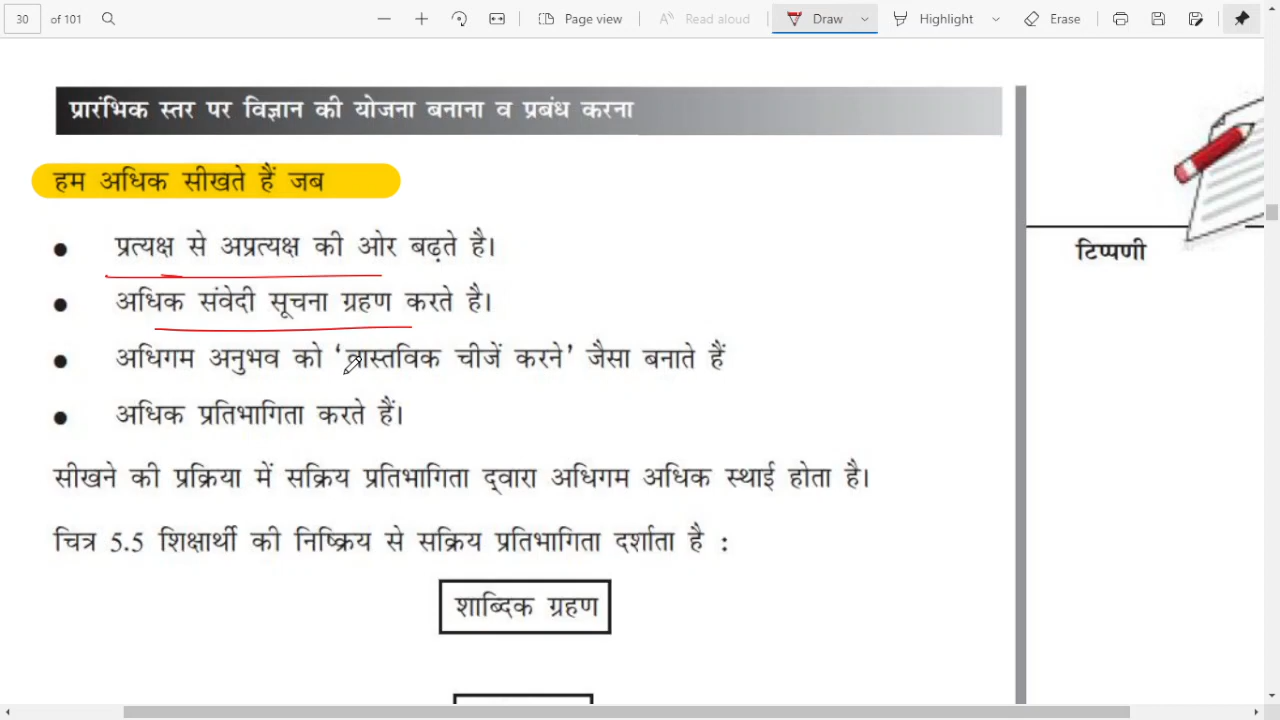 30 of 101 Page view Read aloud Draw Highlight Erase
प्रारंभिक स्तर पर विज्ञान की योजना बनाना व प्रबंध करना
हम अधिक सीखते हैं जब
● प्रत्यक्ष से अप्रत्यक्ष की ओर बढ़ते है।
टिप्पणी
● अधिक संवेदी सूचना ग्रहण करते है।
● अधिगम अनुभव को ‘वास्तविक चीजें करने’ जैसा बनाते हैं
● अधिक प्रतिभागिता करते हैं।
सीखने की प्रक्रिया में सक्रिय प्रतिभागिता द्वारा अधिगम अधिक स्थाई होता है।
चित्र 5.5 शिक्षार्थी की निष्क्रिय से सक्रिय प्रतिभागिता दर्शाता है :
शाब्दिक ग्रहण